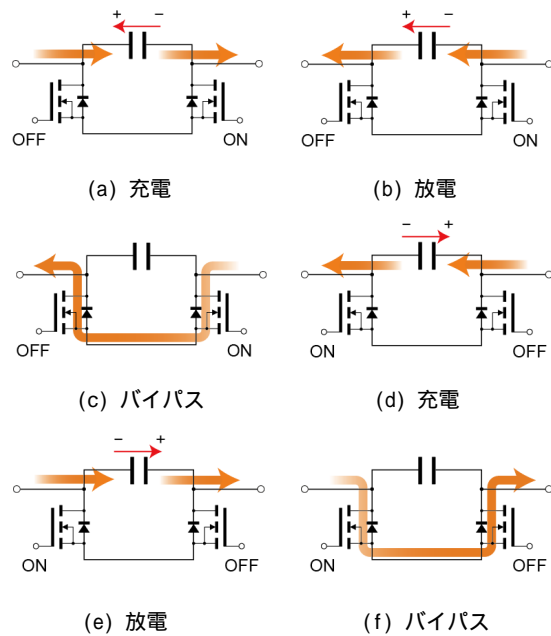 + -
+ -
OFF ON
OFF ON
(a) 充電
(b) 放電
- +
OFF ON
ON OFF
(c) バイパス
(d) 充電
- +
ON OFF
ON OFF
(e) 放電
(f) バイパス